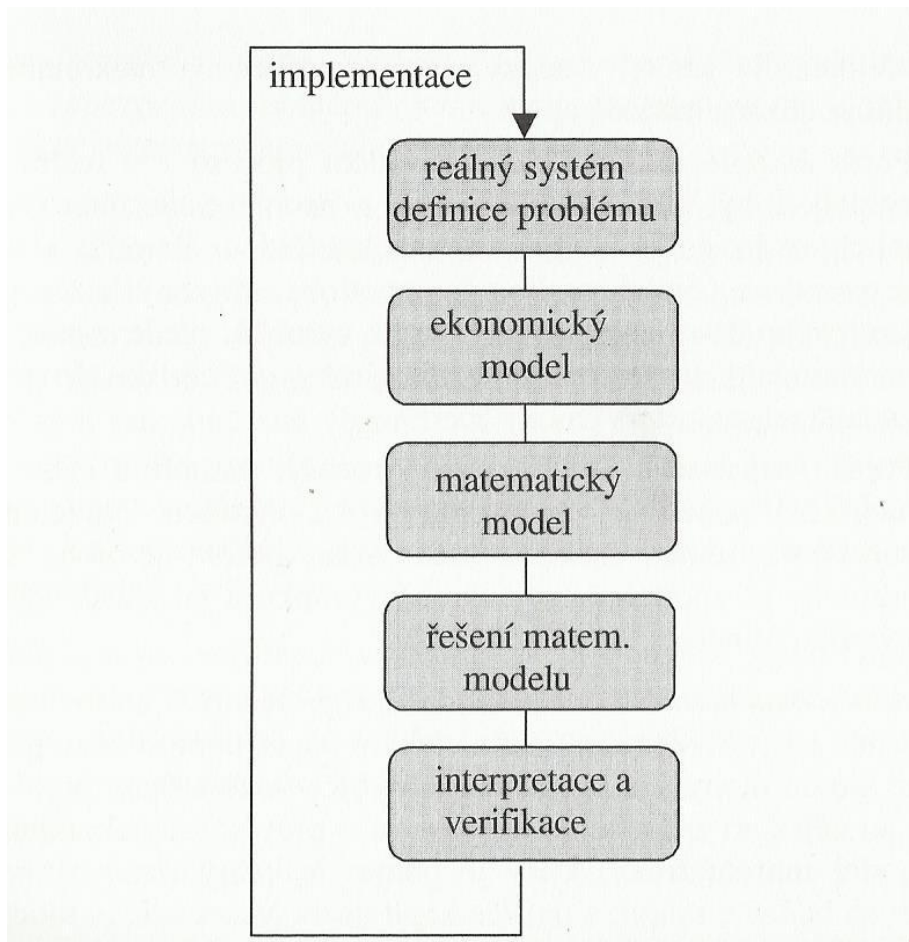 implementace
reálný systém
definice problému
ekonomický
model
matematický
model
řešení matem.
modelu
interpretace a
verifikace